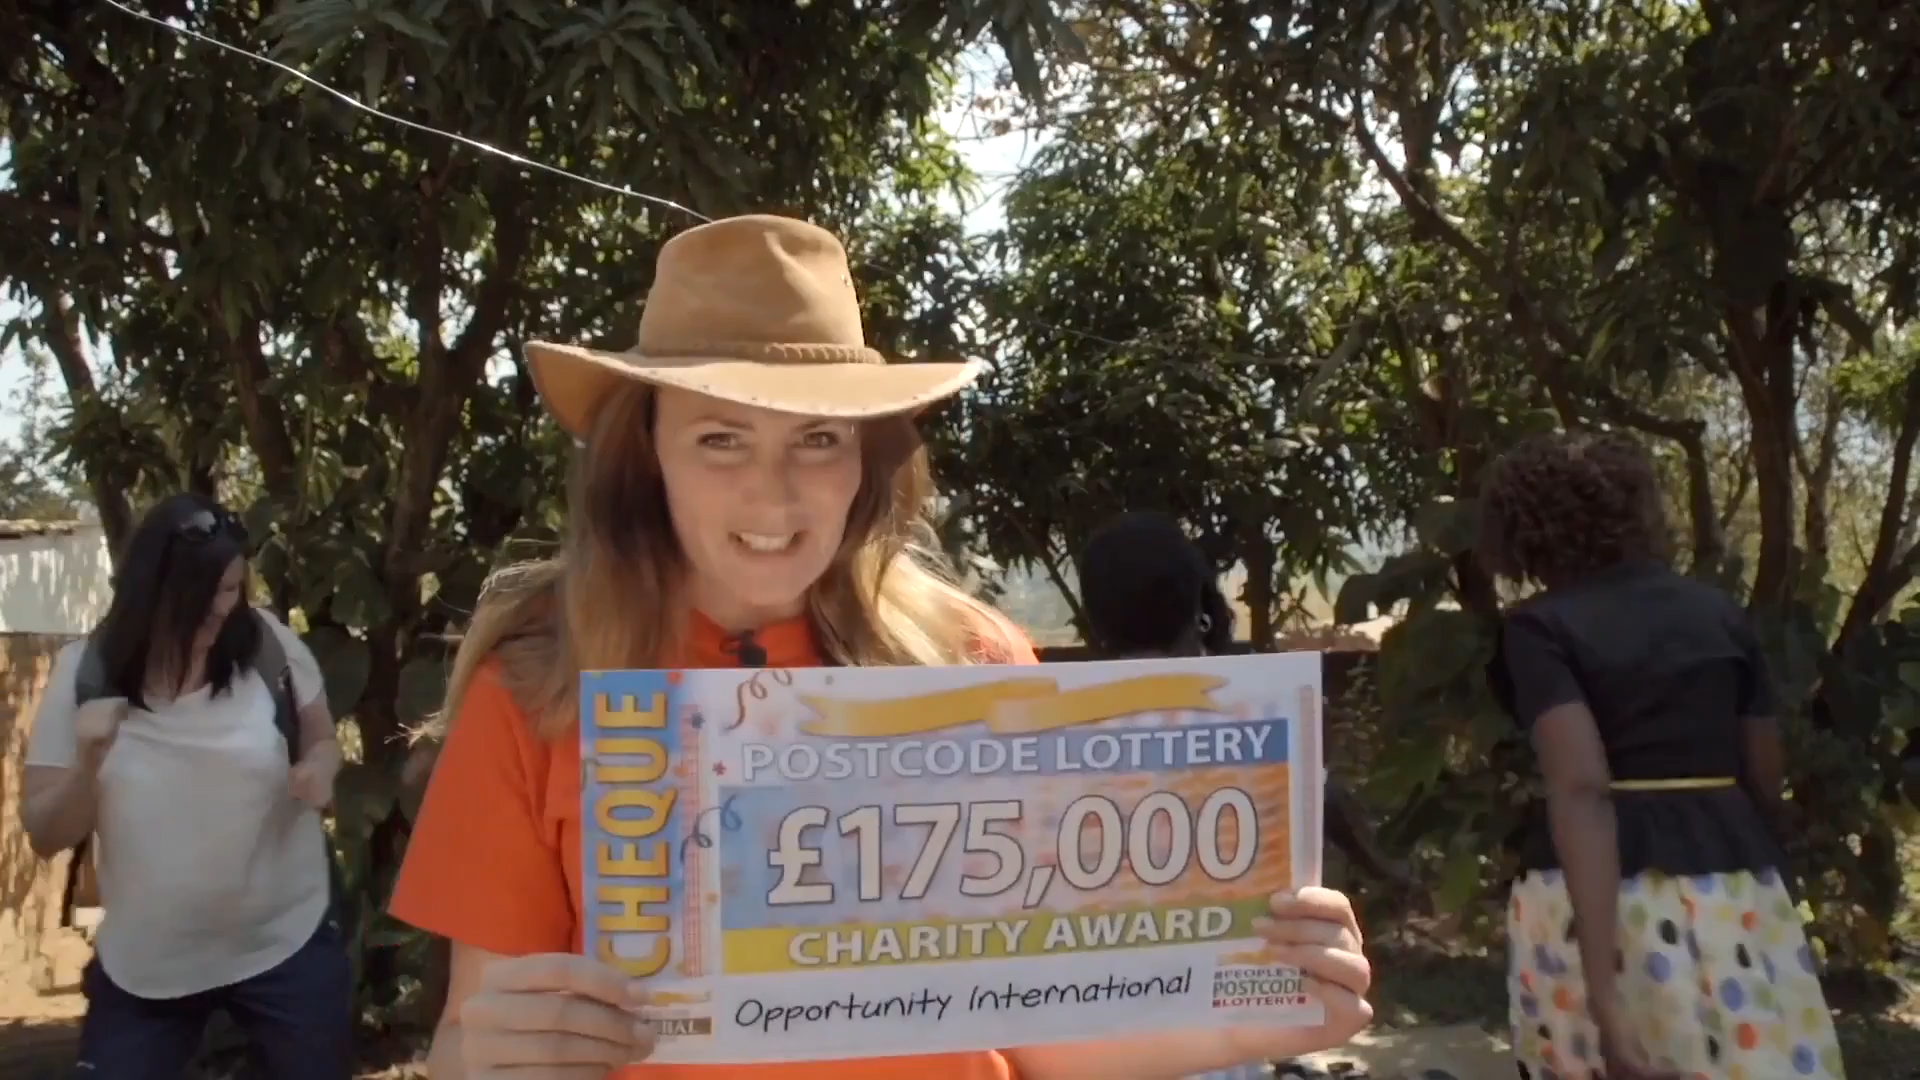 CHEQUE
POSTCODE LOTTERY
£175,000
CHARITY AWARD
Opportunity International
PEOPLE'S
POSTCODE
LOTTERY